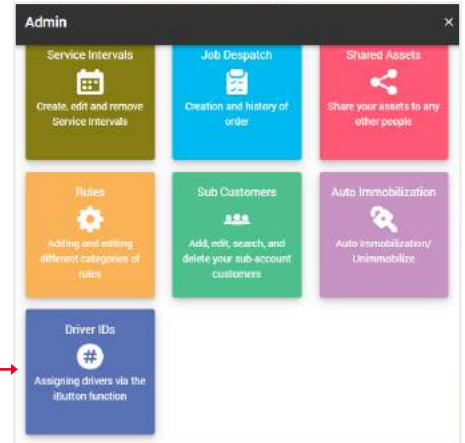 Admin ×
Service Intervals
Create, edit and remove
Service Intervals
Job Despatch
Creation and history of
order
Shared Assets
Share your assets to any
other people
Rules
Adding and editing
different categories of
rules
Sub Customers
Add, edit, search, and
delete your sub-account
customers
Auto Immobilization
Auto Immobilization/
Unimmobilize
Driver IDs
#
Assigning drivers via the
iButton function